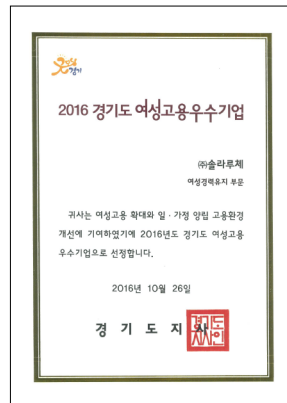 경기
2016 경기도 여성고용우수기업
㈜솔라루체
여성경력유지 부문
귀사는 여성고용 확대와 일·가정 양립 고용환경
개선에 기여하였기에 2016년도 경기도 여성고용
우수기업으로 선정합니다.
2016년 10월 26일
경기도지사